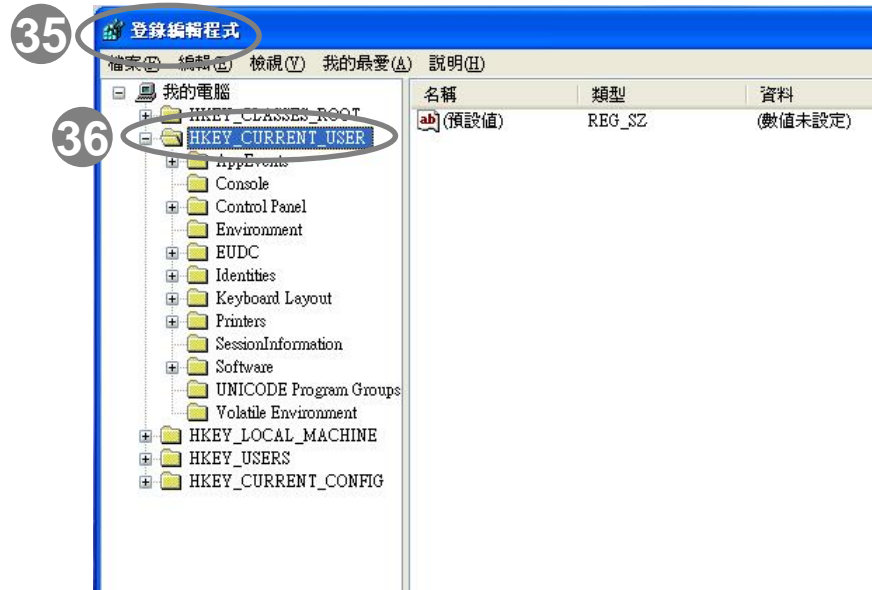 35
登錄編輯程式
檔案(F) 編輯(E) 檢視(V) 我的最愛(A) 說明(H)
我的電腦
名稱 類型 資料
HKEY_CLASSES_ROOT
ab (預設值) REG_SZ (數值未設定)
36
HKEY_CURRENT_USER
AppEvents
Console
Control Panel
Environment
EUDC
Identities
Keyboard Layout
Printers
SessionInformation
Software
UNICODE Program Groups
Volatile Environment
HKEY_LOCAL_MACHINE
HKEY_USERS
HKEY_CURRENT_CONFIG